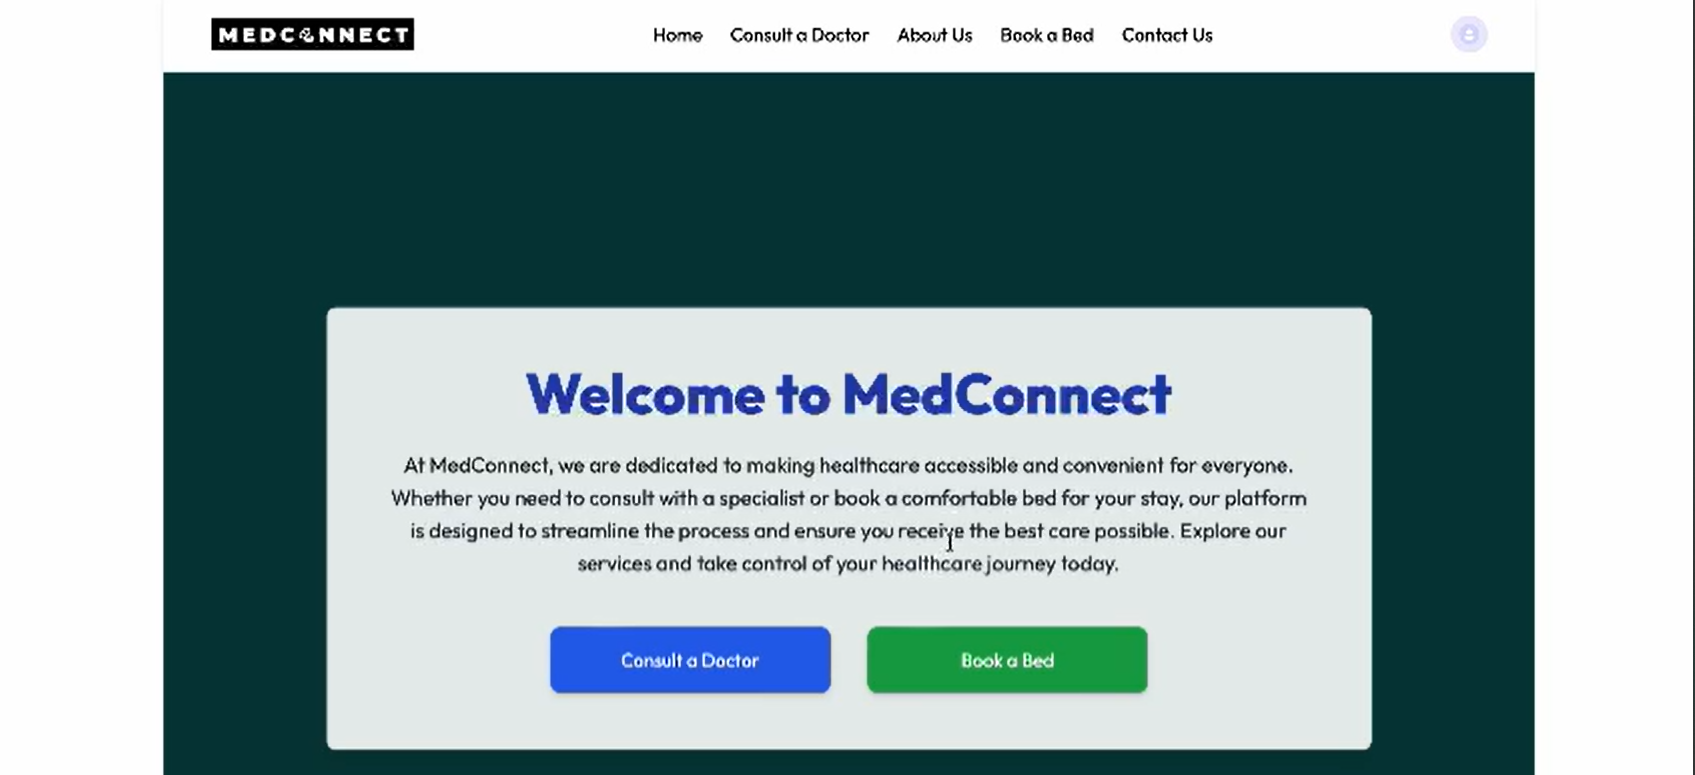 MEDCONNECT
Home
Consult a Doctor
About Us
Book a Bed
Contact Us
Welcome to MedConnect
At MedConnect, we are dedicated to making healthcare accessible and convenient for everyone.
Whether you need to consult with a specialist or book a comfortable bed for your stay, our platform
is designed to streamline the process and ensure you receive the best care possible. Explore our
services and take control of your healthcare journey today.
Consult a Doctor
Book a Bed